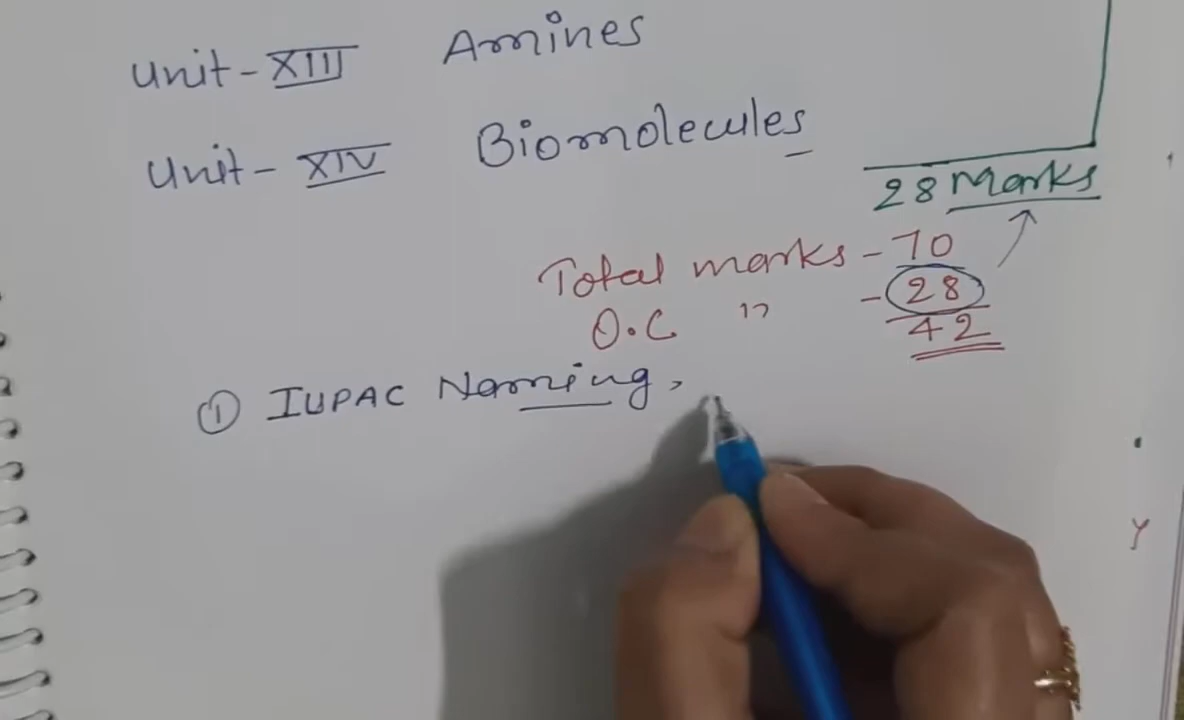 Unit-XIII Amines
Unit-XIV Biomolecules
28 Marks
Total marks - 70
O.C " - 28
42
① IUPAC Naming,
Y